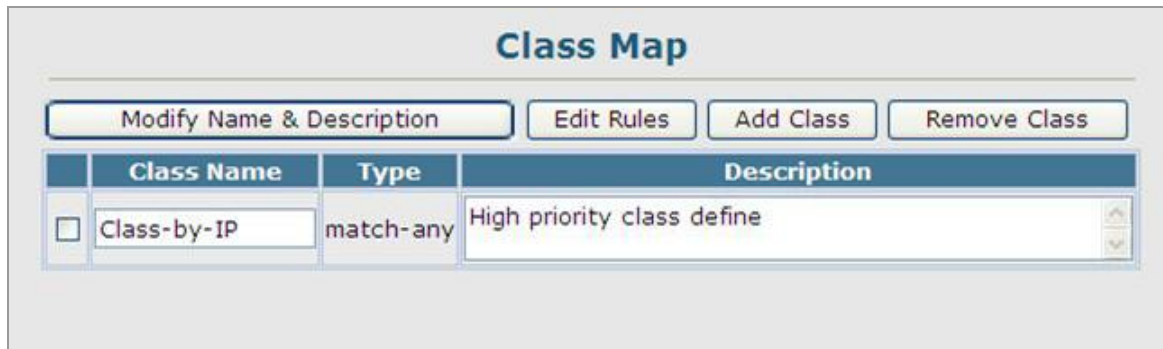 Class Map
Modify Name & Description Edit Rules Add Class Remove Class
Class Name Type Description
Class-by-IP match-any High priority class define